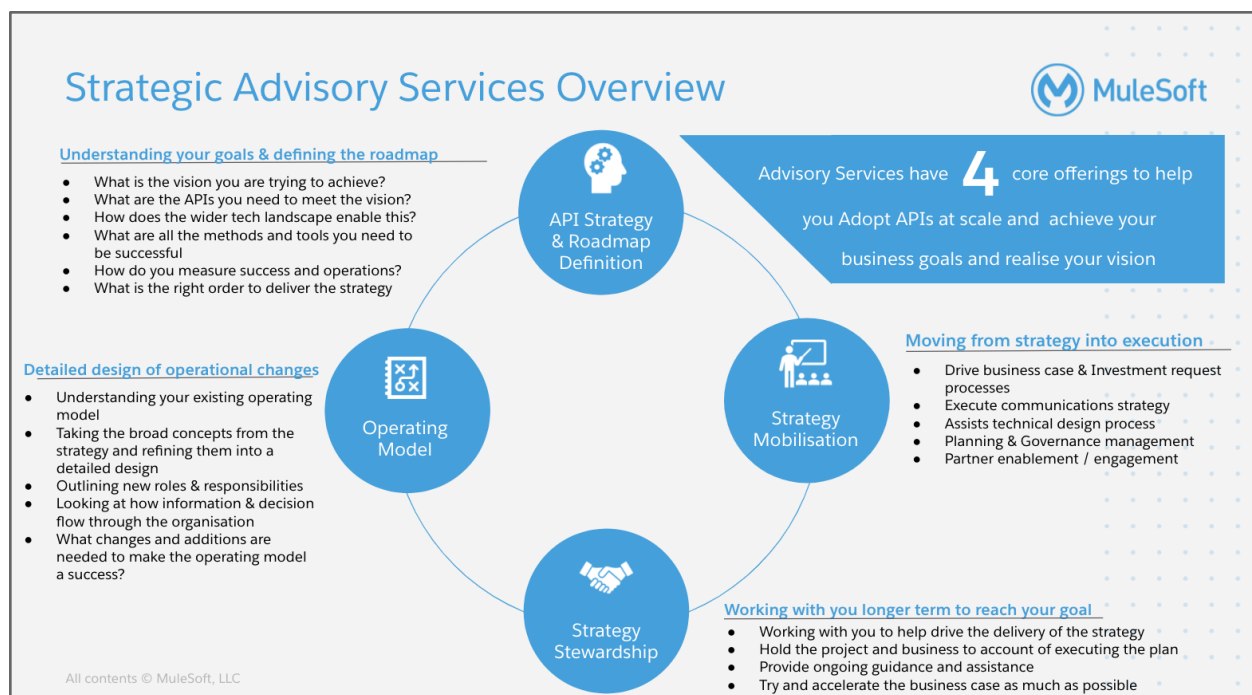 Strategic Advisory Services Overview
MuleSoft
Understanding your goals & defining the roadmap
● What is the vision you are trying to achieve?
● What are the APIs you need to meet the vision?
● How does the wider tech landscape enable this?
● What are all the methods and tools you need to
be successful
● How do you measure success and operations?
● What is the right order to deliver the strategy
API Strategy
& Roadmap
Definition
Advisory Services have 4 core offerings to help
you Adopt APIs at scale and achieve your
business goals and realise your vision
Detailed design of operational changes
● Understanding your existing operating
model
● Taking the broad concepts from the
strategy and refining them into a
detailed design
● Outlining new roles & responsibilities
● Looking at how information & decision
flow through the organisation
● What changes and additions are
needed to make the operating model
a success?
Operating
Model
Strategy
Mobilisation
Moving from strategy into execution
● Drive business case & Investment request
processes
● Execute communications strategy
● Assists technical design process
● Planning & Governance management
● Partner enablement / engagement
Strategy
Stewardship
Working with you longer term to reach your goal
● Working with you to help drive the delivery of the strategy
● Hold the project and business to account of executing the plan
● Provide ongoing guidance and assistance
● Try and accelerate the business case as much as possible
All contents © MuleSoft, LLC